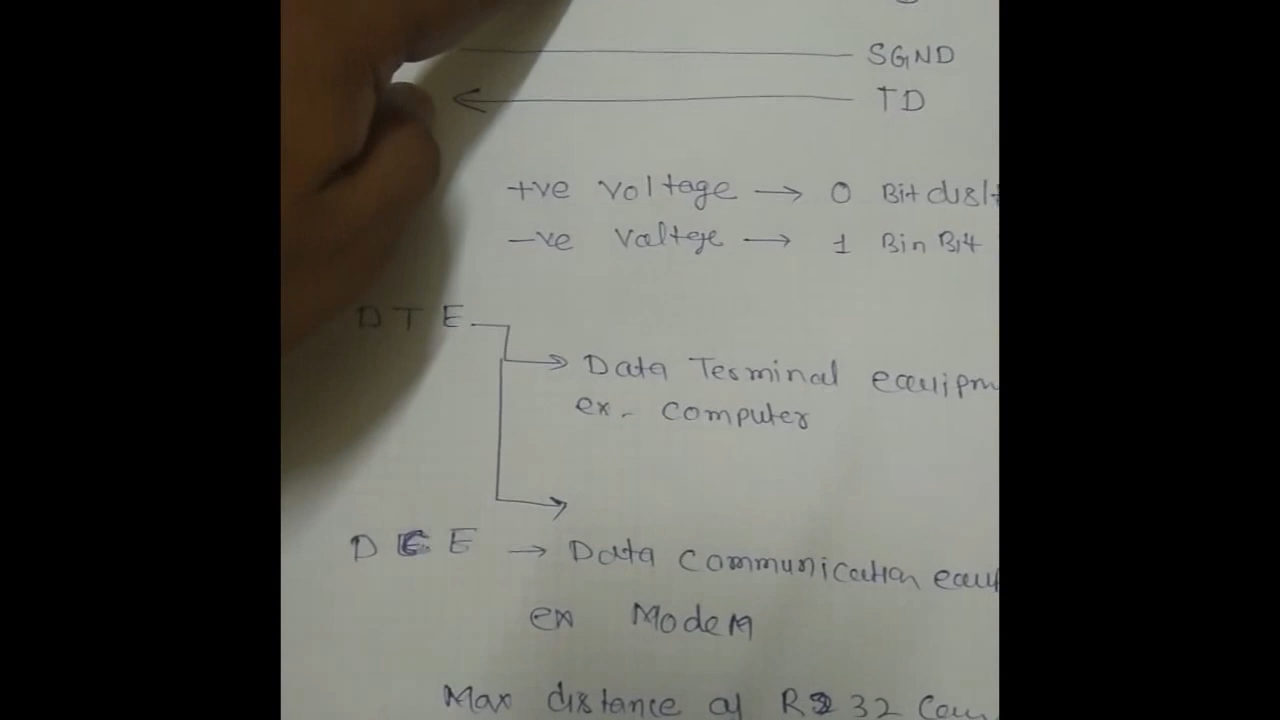 SGND
TD
+ve voltage → 0 Bit
-ve Valtge → 1 Bin Bit
DTE
Data Terminal
ex. computer
DCE → Data communication
ex Modem
Max distance of RS 32